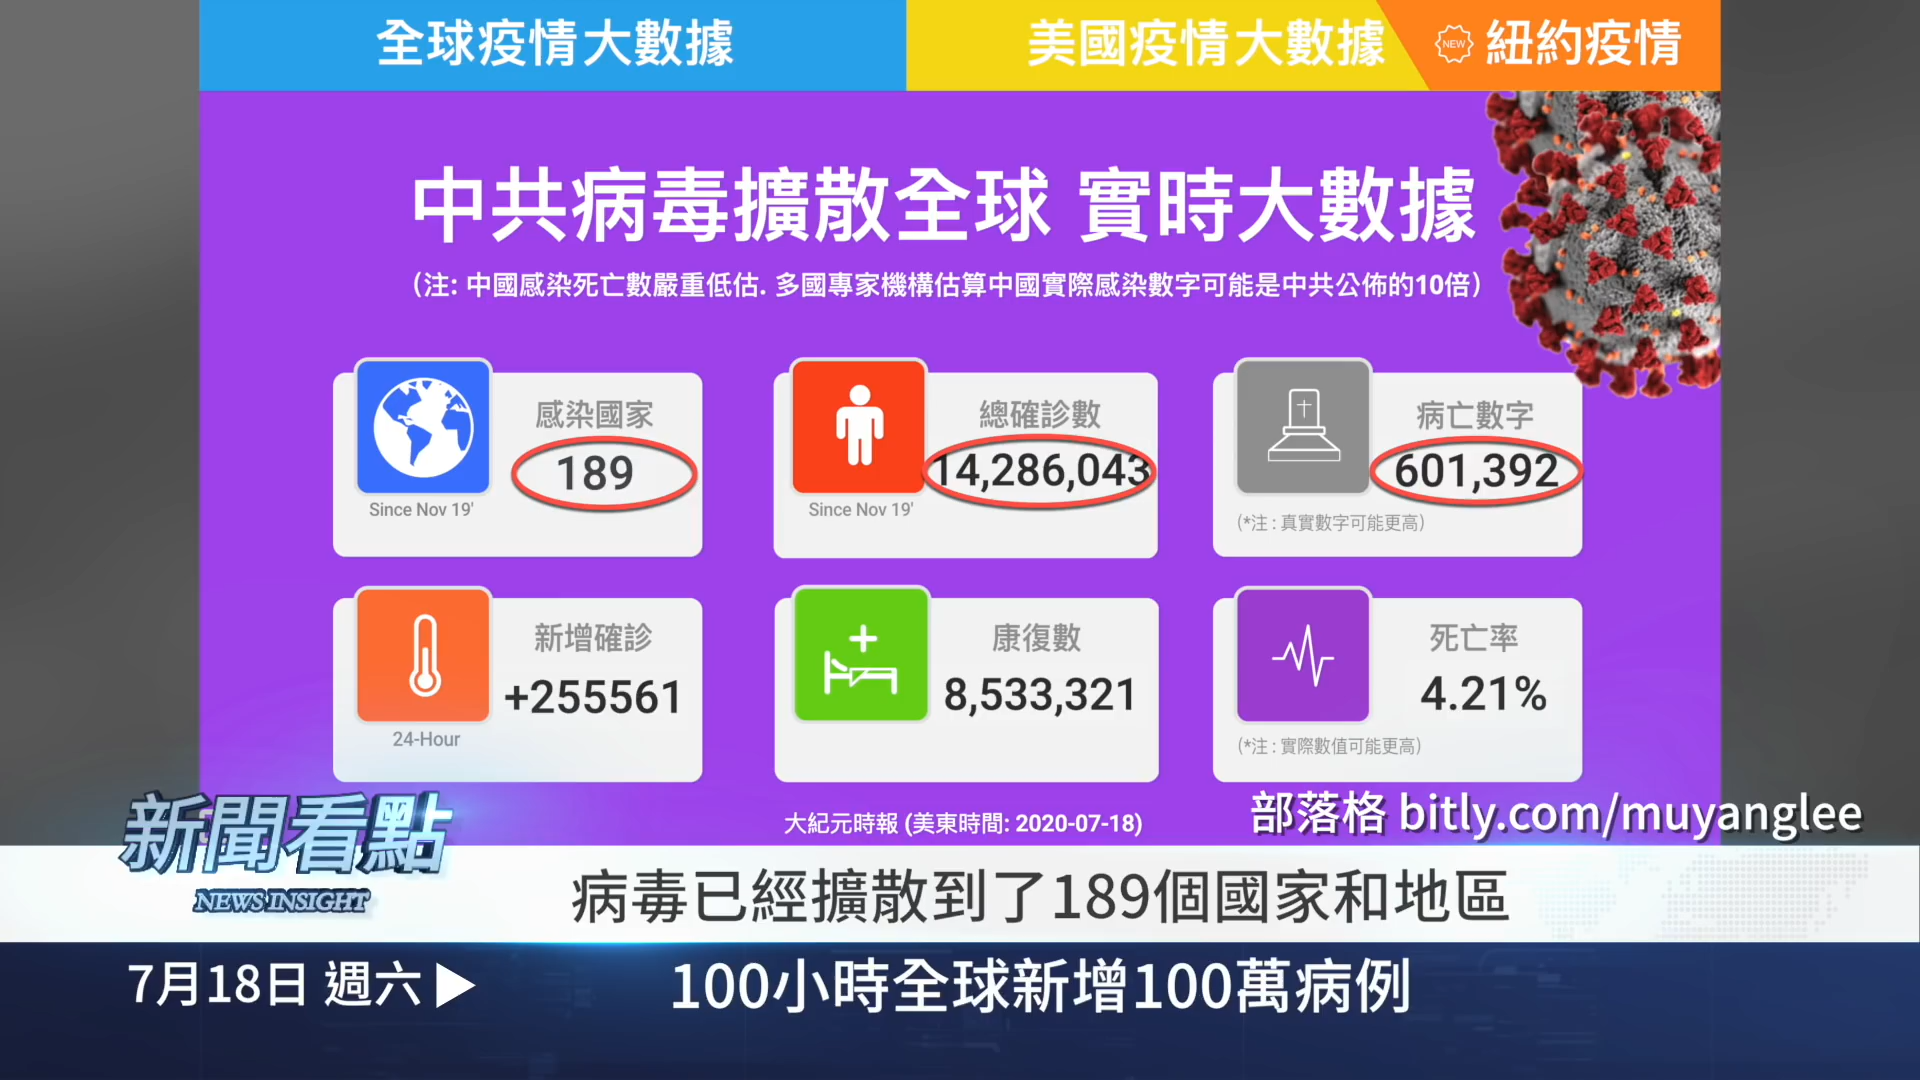 全球疫情大數據
美國疫情大數據
NEW 紐約疫情
中共病毒擴散全球 實時大數據
(注: 中國感染死亡數嚴重低估. 多國專家機構估算中國實際感染數字可能是中共公佈的10倍)
感染國家
189
Since Nov 19'
總確診數
14,286,043
Since Nov 19'
病亡數字
601,392
(*注 : 真實數字可能更高)
新增確診
+255561
24-Hour
康復數
8,533,321
死亡率
4.21%
(*注 : 實際數值可能更高)
大紀元時報 (美東時間: 2020-07-18)
部落格 bitly.com/muyanglee
新聞看點
NEWS INSIGHT
病毒已經擴散到了189個國家和地區
7月18日 週六
100小時全球新增100萬病例